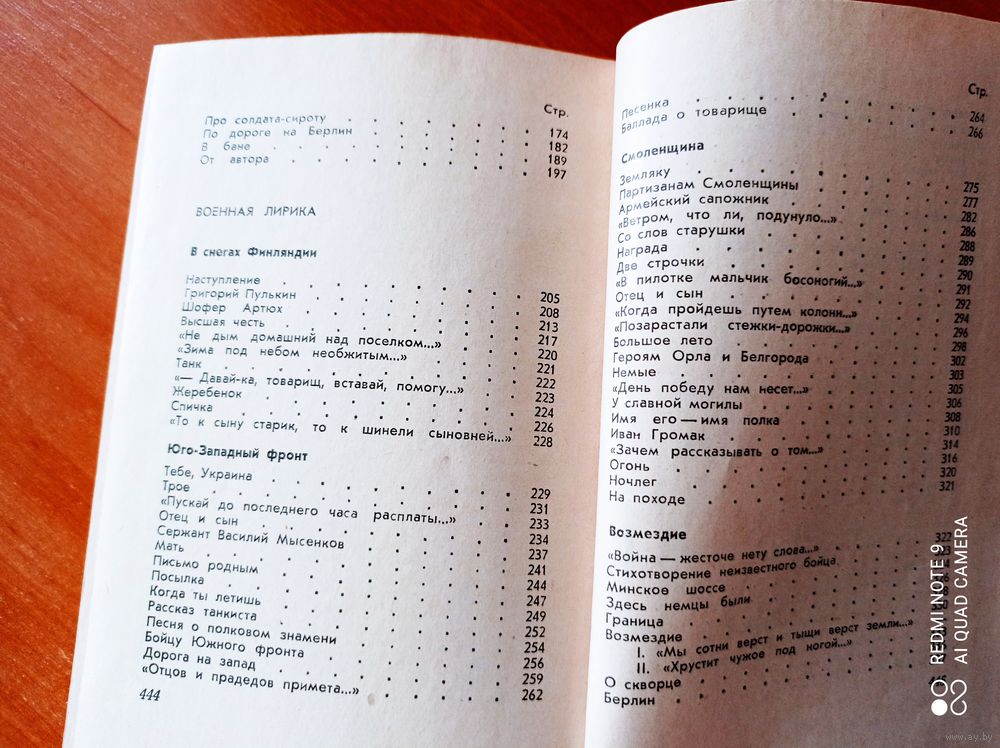 Стр.
Про солдата-сироту . . . . . 174
По дороге на Берлин . . . . . 182
В бане . . . . . 189
От автора . . . . . 197
ВОЕННАЯ ЛИРИКА
В снегах Финляндии
Наступление . . . . . 205
Григорий Пулькин . . . . . 208
Шофер Артюх . . . . . 213
Высшая честь . . . . . 217
«Не дым домашний над поселком...» . . . . . 220
«Зима под небом необжитым...» . . . . . 221
Танк . . . . . 222
«— Давай-ка, товарищ, вставай, помогу...» . . . . . 223
Жеребенок . . . . . 224
Спичка . . . . . 226
«То к сыну старик, то к шинели сыновней...» . . . . . 228
Юго-Западный фронт
Тебе, Украина . . . . . 229
Трое . . . . . 231
«Пускай до последнего часа расплаты...» . . . . . 233
Отец и сын . . . . . 234
Сержант Василий Мысенков . . . . . 237
Мать . . . . . 241
Письмо родным . . . . . 244
Посылка . . . . . 247
Когда ты летишь . . . . . 249
Рассказ танкиста . . . . . 252
Песня о полковом знамени . . . . . 254
Бойцу Южного фронта . . . . . 256
Дорога на запад . . . . . 259
«Отцов и прадедов примета...» . . . . . 262
444
Стр.
Песенка . . . . . 264
Баллада о товарище . . . . . 266
Смоленщина
Земляку . . . . . 275
Партизанам Смоленщины . . . . . 277
Армейский сапожник . . . . . 282
«Ветром, что ли, подунуло...» . . . . . 286
Со слов старушки . . . . . 288
Награда . . . . . 289
Две строчки . . . . . 290
«В пилотке мальчик босоногий...» . . . . . 291
Отец и сын . . . . . 292
«Когда пройдешь путем колонн...» . . . . . 294
«Позарастали стежки-дорожки...» . . . . . 296
Большое лето . . . . . 298
Героям Орла и Белгорода . . . . . 302
Немые . . . . . 303
«День победу нам несет...» . . . . . 305
У славной могилы . . . . . 306
Имя его — имя полка . . . . . 308
Иван Громак . . . . . 310
«Зачем рассказывать о том...» . . . . . 314
Огонь . . . . . 316
Ночлег . . . . . 320
На походе . . . . . 321
Возмездие
«Война — жесточе нету слова...» . . . . . 322
Стихотворение неизвестного бойца. 323
Минское шоссе
Здесь немцы были
Граница
Возмездие
I. «Мы сотни верст и тыщи верст земли...»
II. «Хрустит чужое под ногой...»
О скворце
Берлин
REDMI NOTE 9
AI QUAD CAMERA
www.ay.by